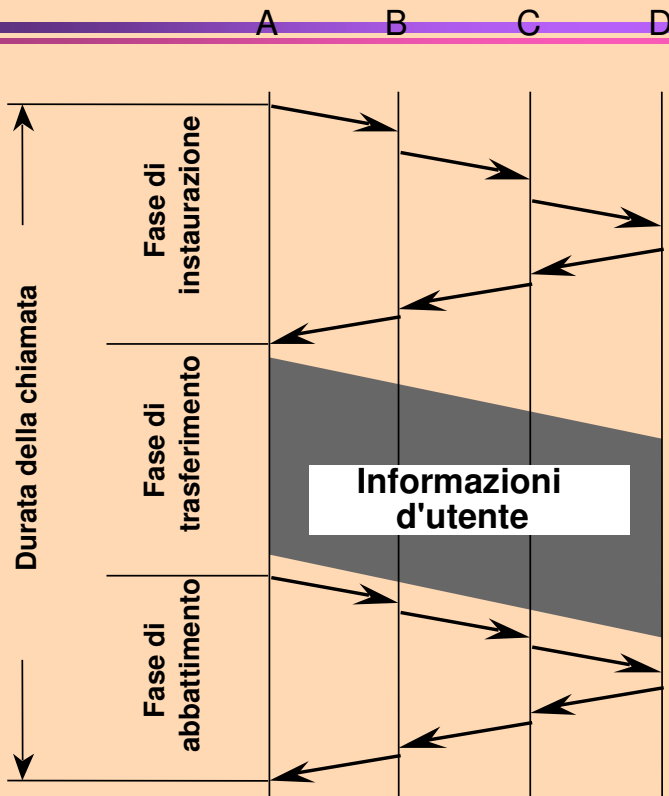 A B C D
Durata della chiamata
Fase di
instaurazione
Fase di
trasferimento
Informazioni
d'utente
Fase di
abbattimento